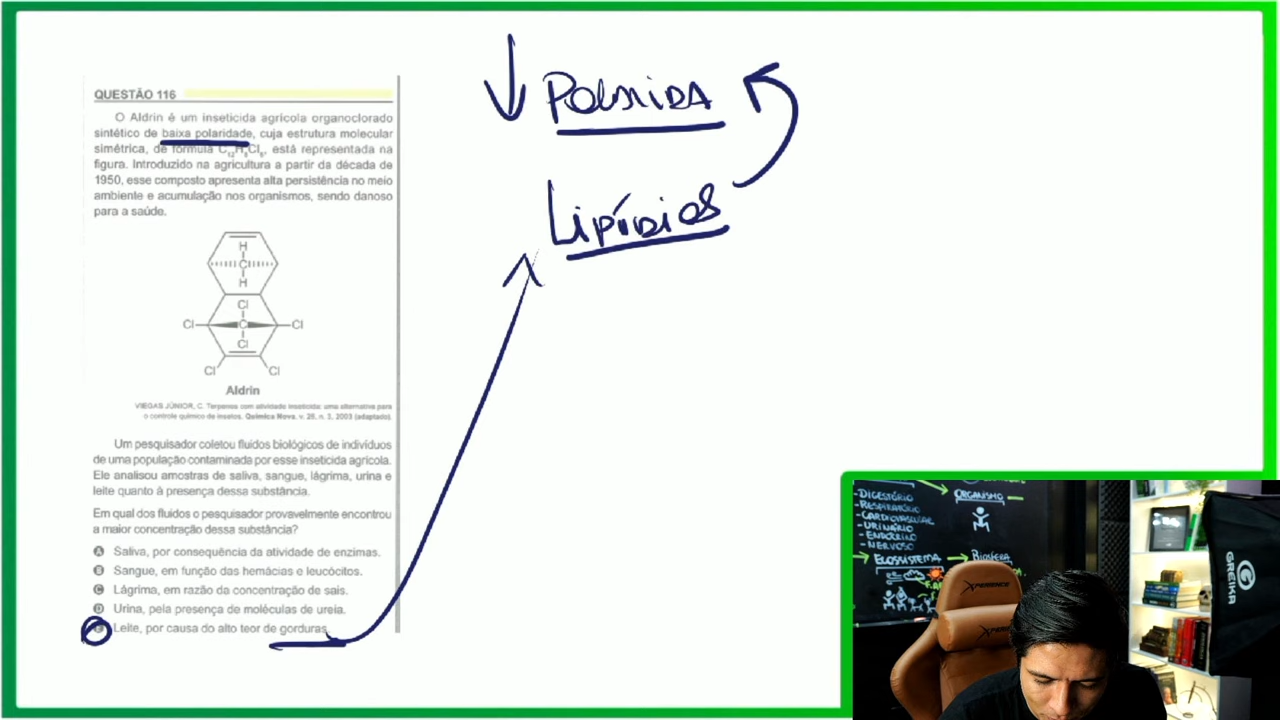 QUESTÃO 116
O Aldrin é um inseticida agrícola organoclorado
sintético de baixa polaridade, cuja estrutura molecular
simétrica, de fórmula C12H8Cl6, está representada na
figura. Introduzido na agricultura a partir da década de
1950, esse composto apresenta alta persistência no meio
ambiente e acumulação nos organismos, sendo danoso
para a saúde.
H
C
H
Cl
Cl C Cl
Cl
Cl Cl
Aldrin
VIEGAS JÚNIOR, C. Terpenos com atividade inseticida: uma alternativa para
o controle químico de insetos. Química Nova, v. 26, n. 3, 2003 (adaptado).
Um pesquisador coletou fluidos biológicos de indivíduos
de uma população contaminada por esse inseticida agrícola.
Ele analisou amostras de saliva, sangue, lágrima, urina e
leite quanto à presença dessa substância.
Em qual dos fluidos o pesquisador provavelmente encontrou
a maior concentração dessa substância?
A Saliva, por consequência da atividade de enzimas.
B Sangue, em função das hemácias e leucócitos.
C Lágrima, em razão da concentração de sais.
D Urina, pela presença de moléculas de ureia.
Leite, por causa do alto teor de gorduras.
Lipídios
- DIGESTÓRIO
- RESPIRATÓRIO
- CARDIOVASCULAR
- URINÁRIO
- ENDÓCRINO
- NERVOSO
ORGANISMO
ECOSSISTEMA
BIOSFERA
XPERIENCE
GREIKA